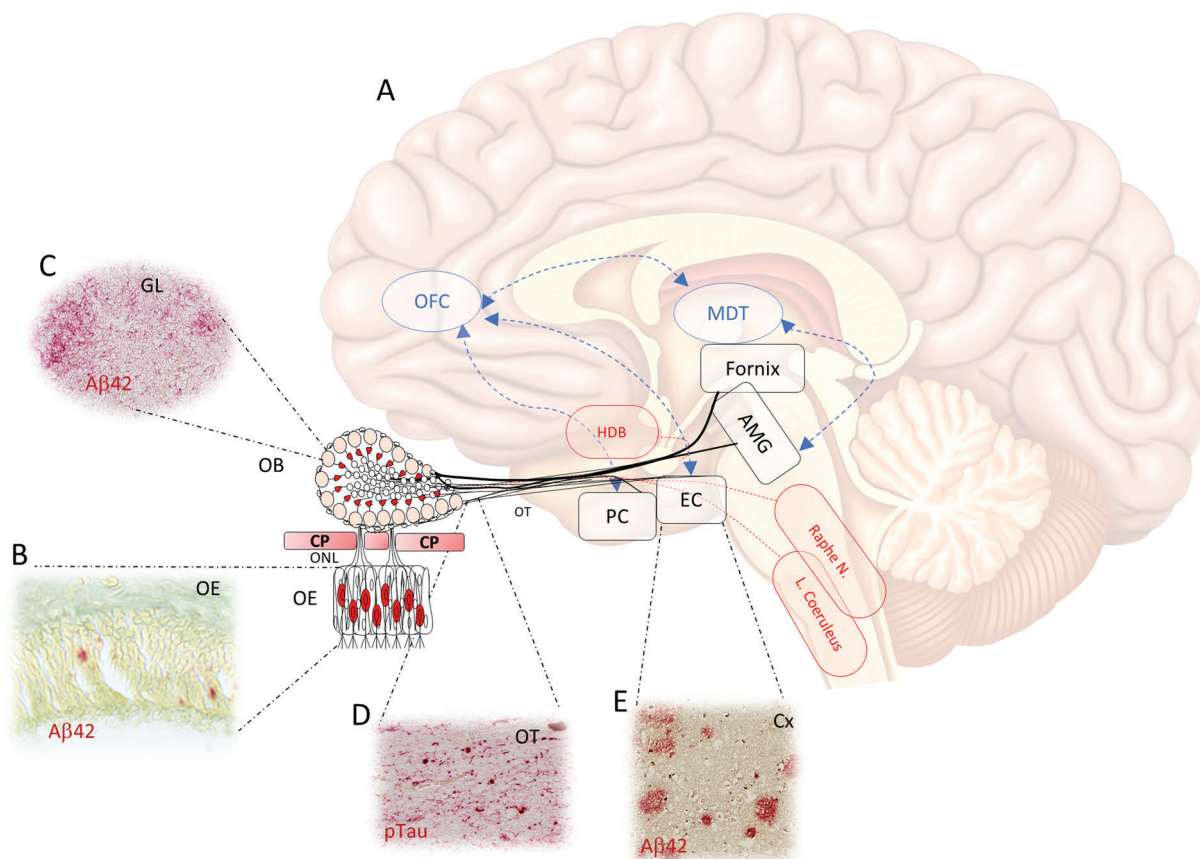 A
C
GL
Aβ42
OFC
MDT
Fornix
AMG
HDB
OB
OT
PC
EC
CP
CP
ONL
B
OE
OE
Aβ42
Raphe N.
L. Coeruleus
D
OT
pTau
E
Cx
Aβ42